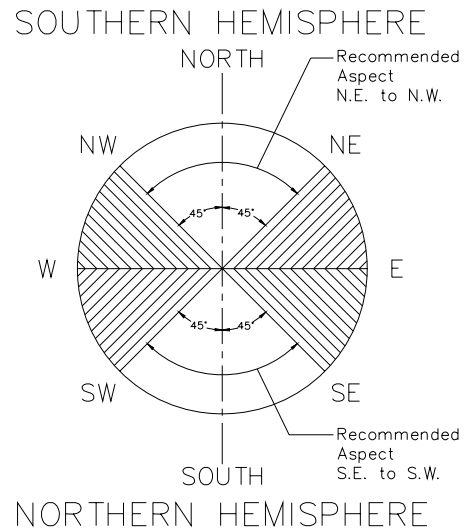 SOUTHERN HEMISPHERE
NORTH
Recommended
Aspect
N.E. to N.W.
NW
NE
45° 45°
W
E
45° 45°
SW
SE
Recommended
Aspect
S.E. to S.W.
SOUTH
NORTHERN HEMISPHERE